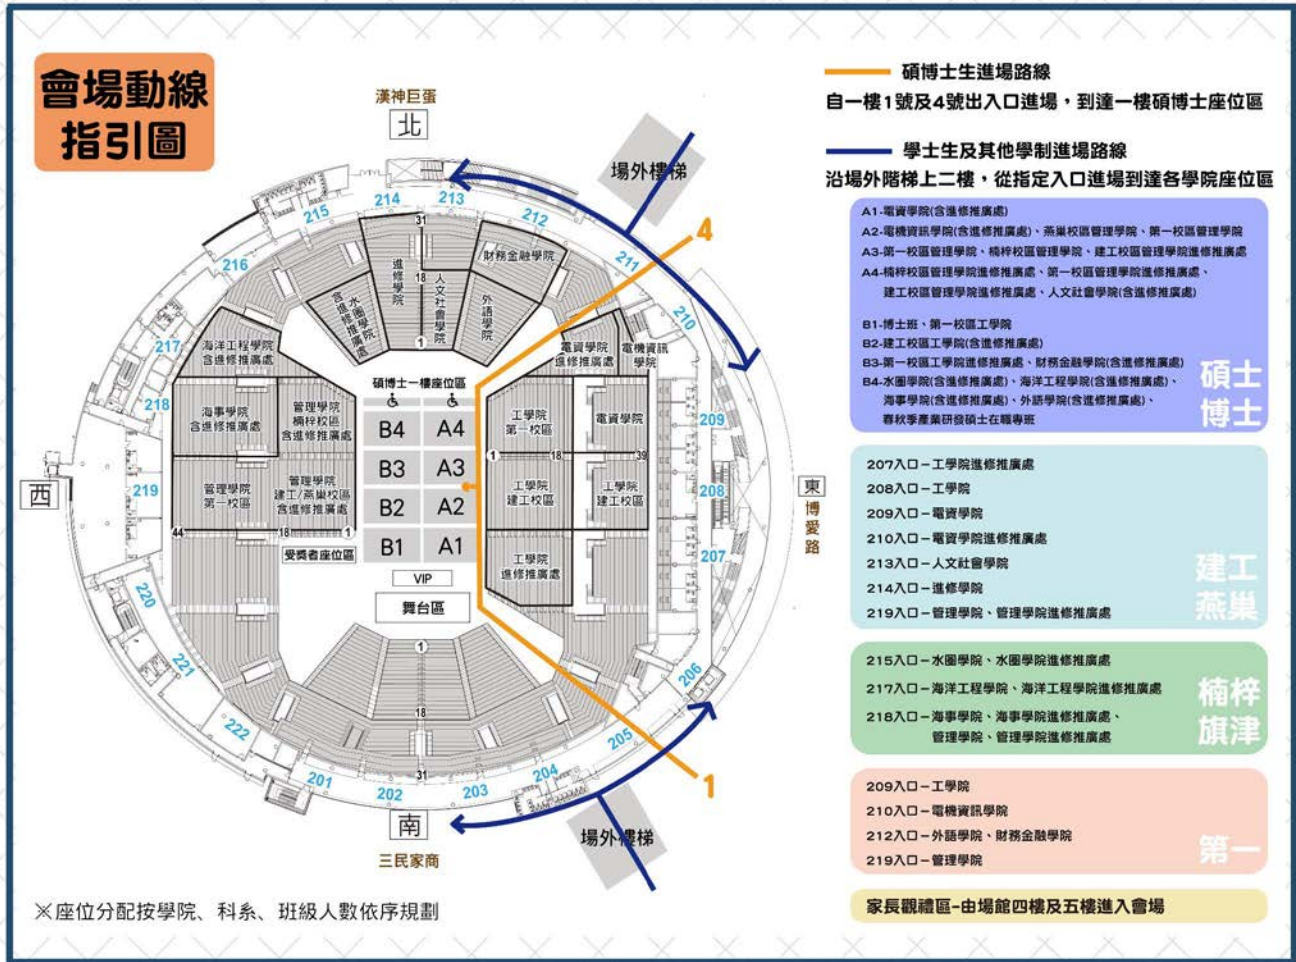 會場動線
指引圖
漢神巨蛋
北
場外樓梯
4
213
214
215
212
216
211
210
217
218
219
220
221
222
209
208
207
206
205
204
203
202
201
31
進修學院
18
人文社會學院
1
財務金融學院
外語學院
水圈學院
含進修推廣處
海洋工程學院
含進修推廣處
電資學院
進修推廣處
電機資訊
學院
海事學院
含進修推廣處
管理學院
楠梓校區
含進修推廣處
管理學院
第一校區
管理學院
建工/燕巢校區
含進修推廣處
44
18
1
受獎者座位區
碩博士一樓座位區
B4
A4
B3
A3
B2
A2
B1
A1
VIP
舞台區
工學院
第一校區
電資學院
1
18
39
工學院
建工校區
工學院
建工校區
工學院
進修推廣處
1
18
31
西
東
博愛路
南
三民家商
場外樓梯
1
※座位分配按學院、科系、班級人數依序規劃
碩博士生進場路線
自一樓1號及4號出入口進場，到達一樓碩博士座位區
學士生及其他學制進場路線
沿場外階梯上二樓，從指定入口進場到達各學院座位區
A1-電資學院(含進修推廣處)
A2-電機資訊學院(含進修推廣處)、燕巢校區管理學院、第一校區管理學院
A3-第一校區管理學院、楠梓校區管理學院、建工校區管理學院進修推廣處
A4-楠梓校區管理學院進修推廣處、第一校區管理學院進修推廣處、
建工校區管理學院進修推廣處、人文社會學院(含進修推廣處)
B1-博士班、第一校區工學院
B2-建工校區工學院(含進修推廣處)
B3-第一校區工學院進修推廣處、財務金融學院(含進修推廣處)
B4-水圈學院(含進修推廣處)、海洋工程學院(含進修推廣處)、
海事學院(含進修推廣處)、外語學院(含進修推廣處)、
春秋季產業研發碩士在職專班
碩士
博士
207入口－工學院進修推廣處
208入口－工學院
209入口－電資學院
210入口－電資學院進修推廣處
213入口－人文社會學院
214入口－進修學院
219入口－管理學院、管理學院進修推廣處
建工
燕巢
215入口－水圈學院、水圈學院進修推廣處
217入口－海洋工程學院、海洋工程學院進修推廣處
218入口－海事學院、海事學院進修推廣處、
管理學院、管理學院進修推廣處
楠梓
旗津
209入口－工學院
210入口－電機資訊學院
212入口－外語學院、財務金融學院
219入口－管理學院
第一
家長觀禮區-由場館四樓及五樓進入會場